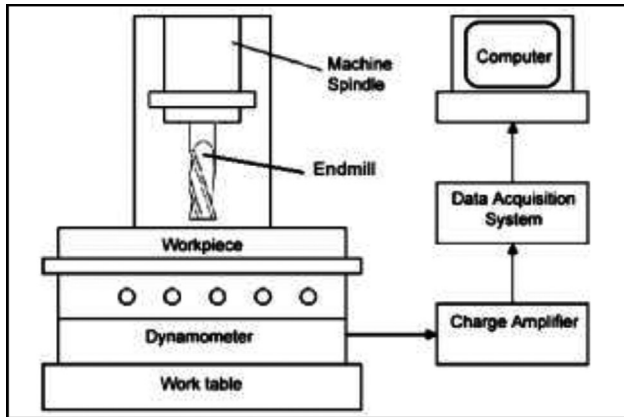 Machine
Spindle
Computer
Endmill
Data Acquisition
System
Workpiece
Dynamometer
Charge Amplifier
Work table